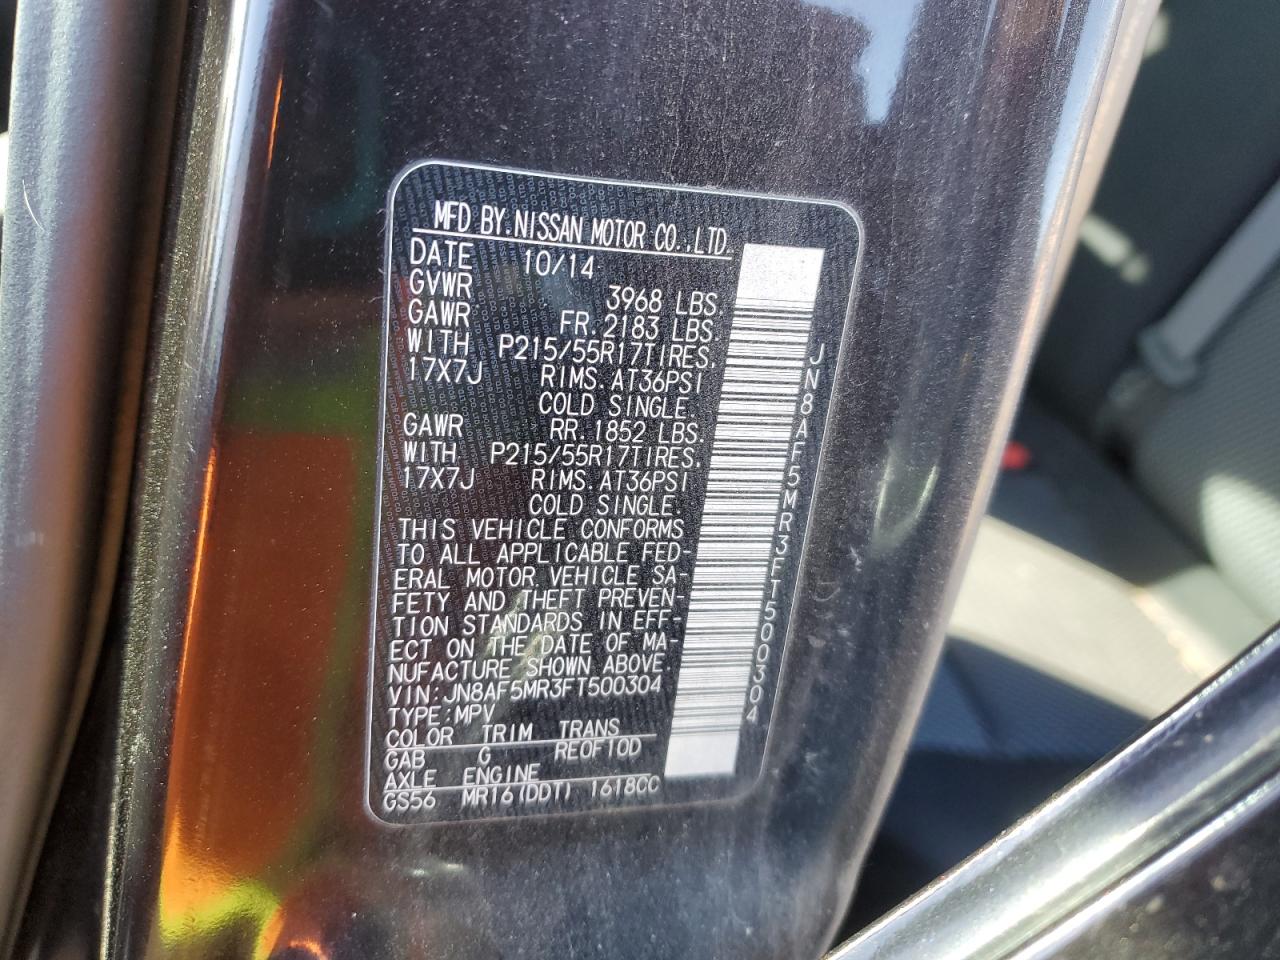 MFD BY.NISSAN MOTOR CO.,LTD.
DATE 10/14
GVWR 3968 LBS.
GAWR FR.2183 LBS.
WITH P215/55R17TIRES.
17X7J RIMS.AT36PSI
COLD SINGLE.
GAWR RR.1852 LBS.
WITH P215/55R17TIRES.
17X7J RIMS.AT36PSI
COLD SINGLE.
THIS VEHICLE CONFORMS
TO ALL APPLICABLE FED-
ERAL MOTOR VEHICLE SA-
FETY AND THEFT PREVEN-
TION STANDARDS IN EFF-
ECT ON THE DATE OF MA-
NUFACTURE SHOWN ABOVE.
VIN:JN8AF5MR3FT500304
TYPE:MPV
COLOR TRIM TRANS
GAB G RE0F10D
AXLE ENGINE
GS56 MR16(DDT) 1618CC
JN8AF5MR3FT500304